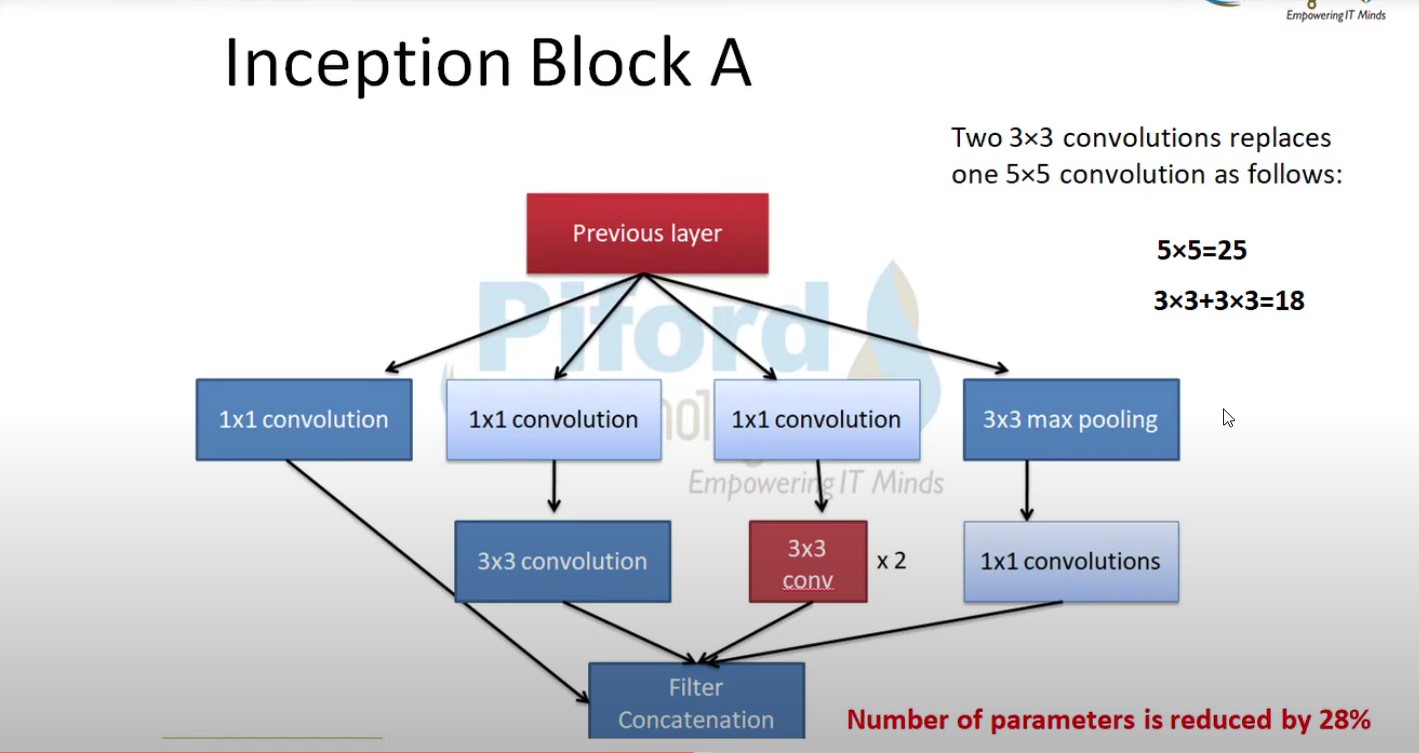 Empowering IT Minds
Inception Block A
Two 3×3 convolutions replaces
one 5×5 convolution as follows:
5×5=25
3×3+3×3=18
Previous layer
Piford
1x1 convolution
1x1 convolution
1x1 convolution
3x3 max pooling
Empowering IT Minds
3x3 convolution
3x3
conv
x 2
1x1 convolutions
Filter
Concatenation
Number of parameters is reduced by 28%